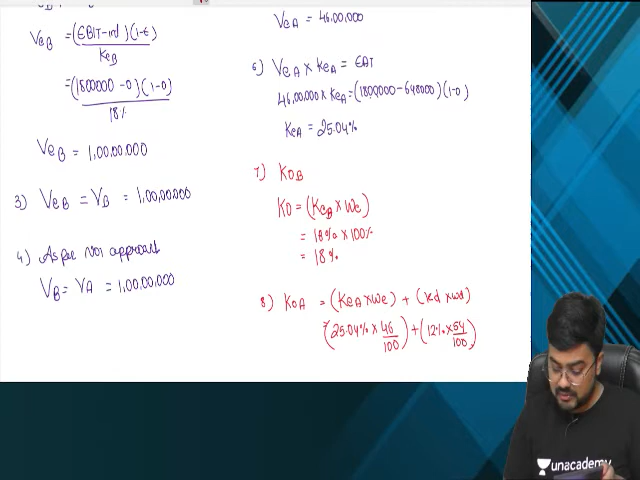 VeB = (EBIT-int)(1-t)
KeB
= (1800000-0)(1-0)
18%
VeB = 1,00,00,000
3) VeB = VB = 1,00,00,000
4) As per NOI approach
VB = VA = 1,00,00,000
VeA = 46,00,000
6) VeA x KeA = EAT
46,00,000 x KeA = (1800000-648000)(1-0)
KeA = 25.04%
7) KOB
KO = (KeB x We)
= 18% x 100%
= 18%
8) KOA = (KeA x We) + (Kd x Wd)
= (25.04% x 46/100) + (12% x 54/100)
unacademy